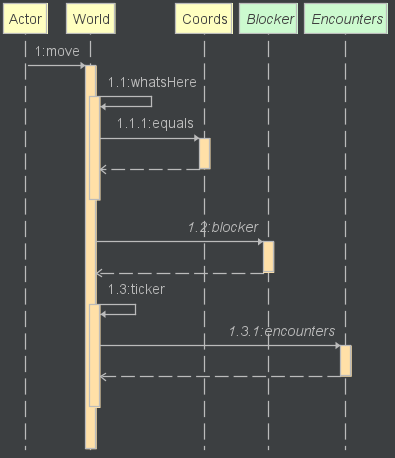 Actor World Coords Blocker Encounters
1:move
1.1:whatsHere
1.1.1:equals
1.2:blocker
1.3:ticker
1.3.1:encounters